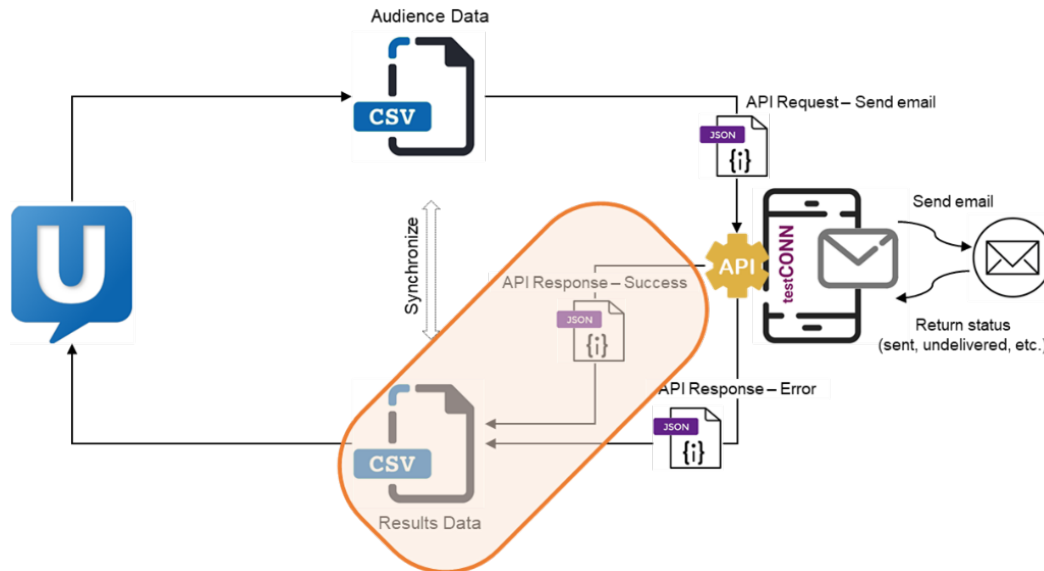 Audience Data
CSV
API Request – Send email
JSON
{i}
U
Synchronize
API
testCONN
Send email
API Response – Success
JSON
{i}
Return status
(sent, undelivered, etc.)
API Response – Error
JSON
{i}
CSV
Results Data